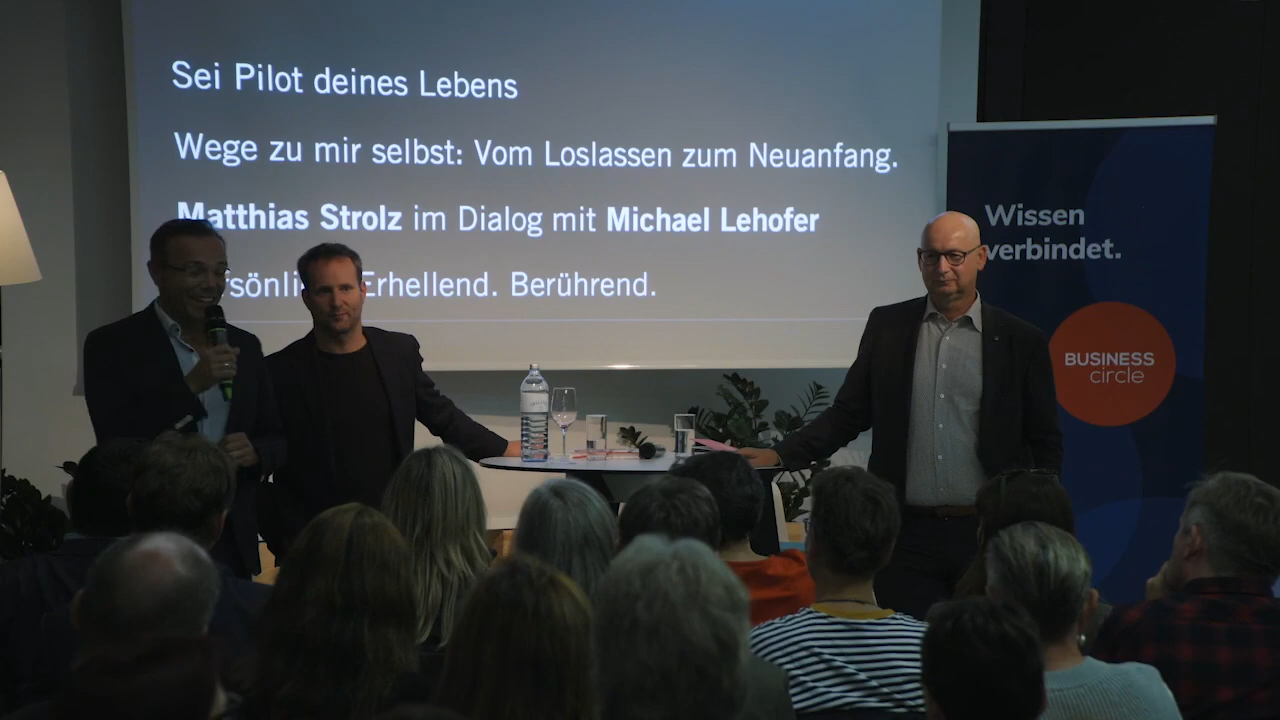 Sei Pilot deines Lebens
Wege zu mir selbst: Vom Loslassen zum Neuanfang.
Matthias Strolz im Dialog mit Michael Lehofer
Erhellend. Berührend.
Wissen
verbindet.
BUSINESS
circle